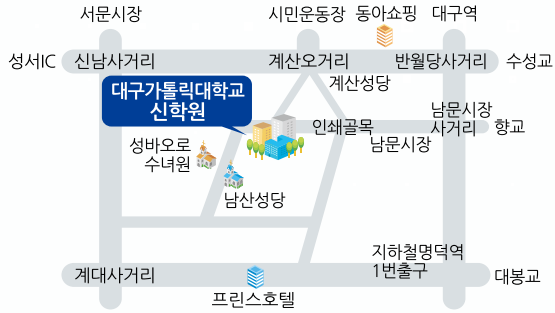 서문시장
시민운동장
동아쇼핑
대구역
성서IC
신남사거리
계산오거리
반월당사거리
수성교
계산성당
대구가톨릭대학교
신학원
남문시장
사거리
인쇄골목
향교
성바오로
수녀원
남문시장
남산성당
지하철명덕역
1번출구
계대사거리
대봉교
프린스호텔